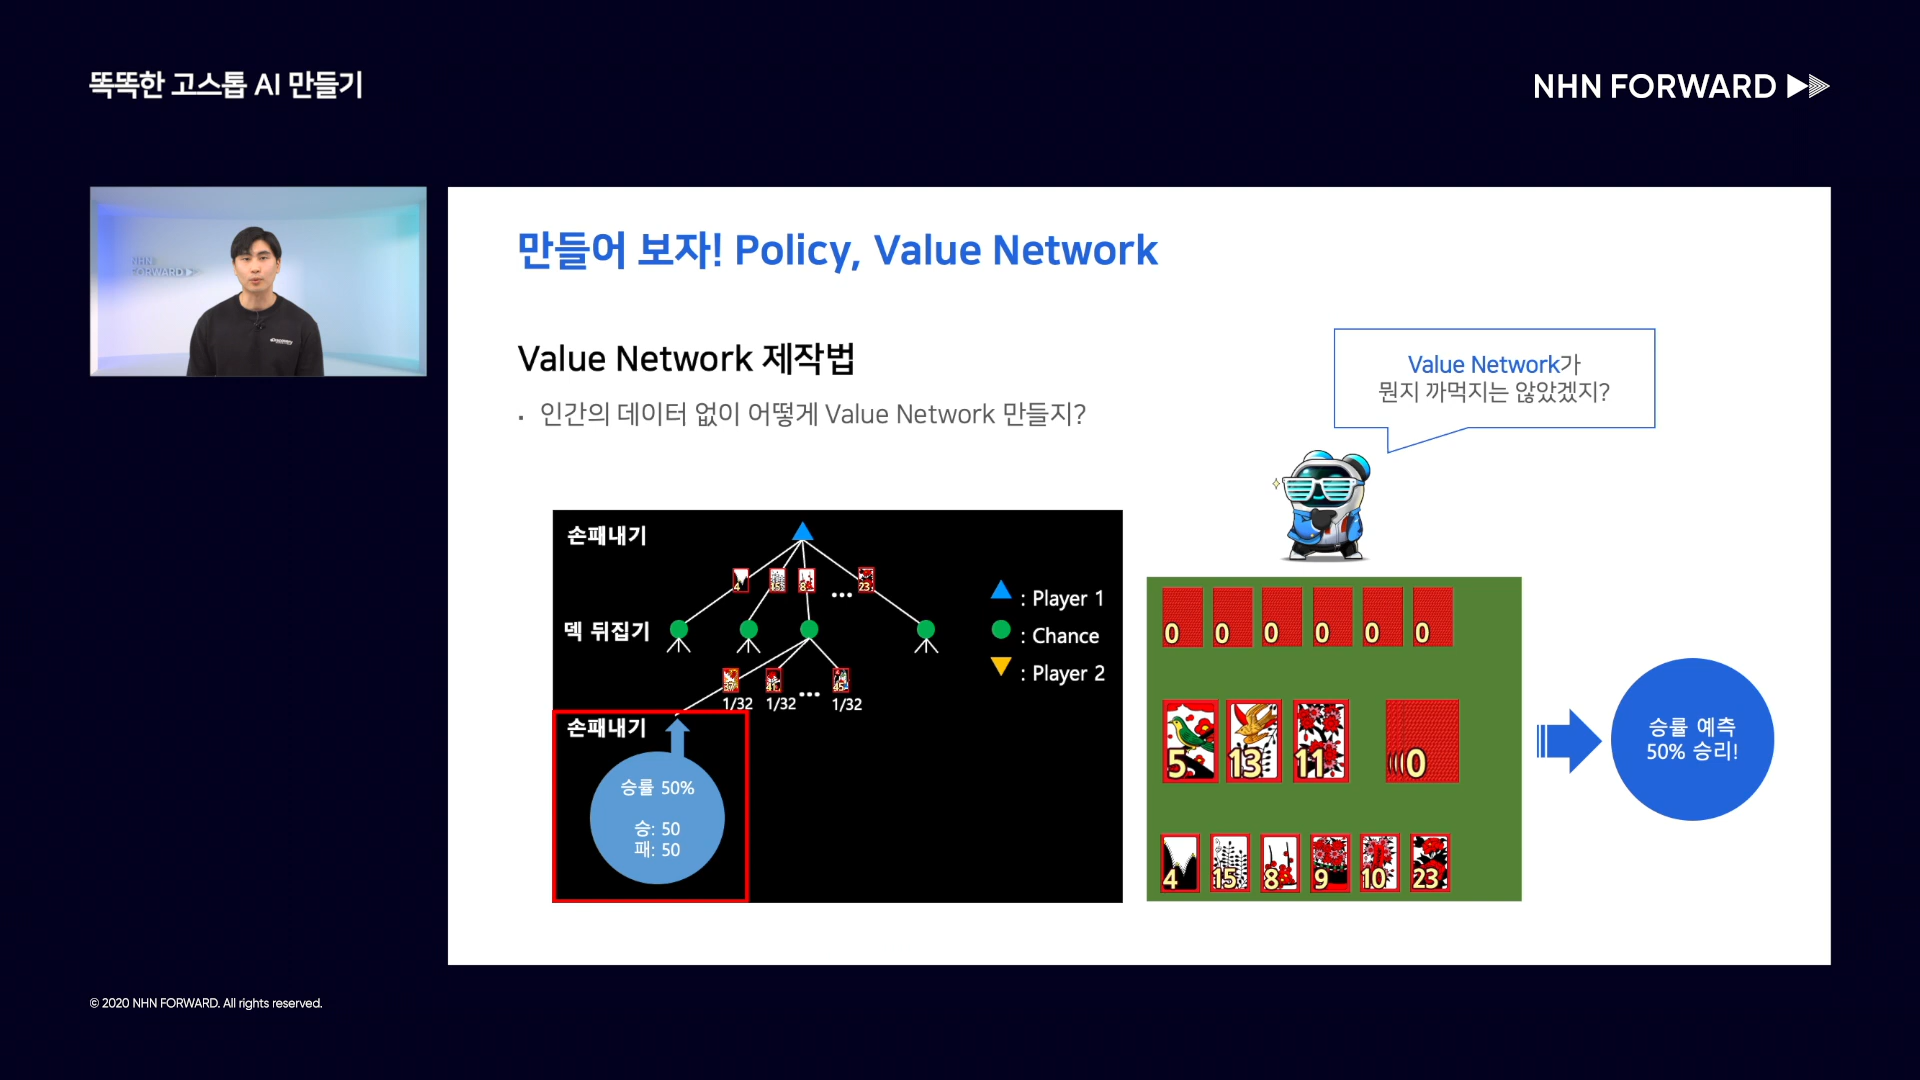 똑똑한 고스톱 AI 만들기
NHN FORWARD
NHN
FORWARD
만들어 보자! Policy, Value Network
Value Network 제작법
· 인간의 데이터 없이 어떻게 Value Network 만들지?
Value Network가
뭔지 까먹지는 않았겠지?
손패내기
4 15 8 ... 23
덱 뒤집기
: Player 1
: Chance
: Player 2
...
1/32 1/32 1/32
손패내기
승률 50%
승: 50
패: 50
0 0 0 0 0 0
5 13 11 0
4 15 8 9 10 23
승률 예측
50% 승리!
© 2020 NHN FORWARD. All rights reserved.